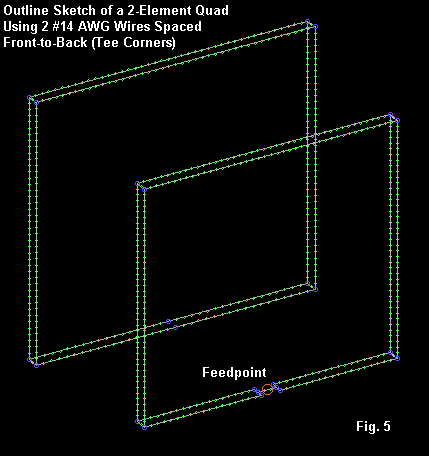 Outline Sketch of a 2-Element Quad
Using 2 #14 AWG Wires Spaced
Front-to-Back (Tee Corners)
Feedpoint
Fig. 5